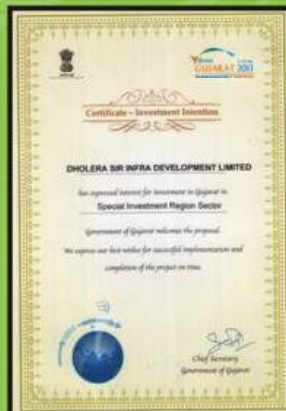 GUJARAT 2013
Certificate - Investment Intention
DHOLERA SIR INFRA DEVELOPMENT LIMITED
has expressed interest for investment in Gujarat in
Special Investment Region Sector
Government of Gujarat welcomes the proposal.
We express our best wishes for successful implementation and
completion of the project on time.
Chief Secretary
Government of Gujarat